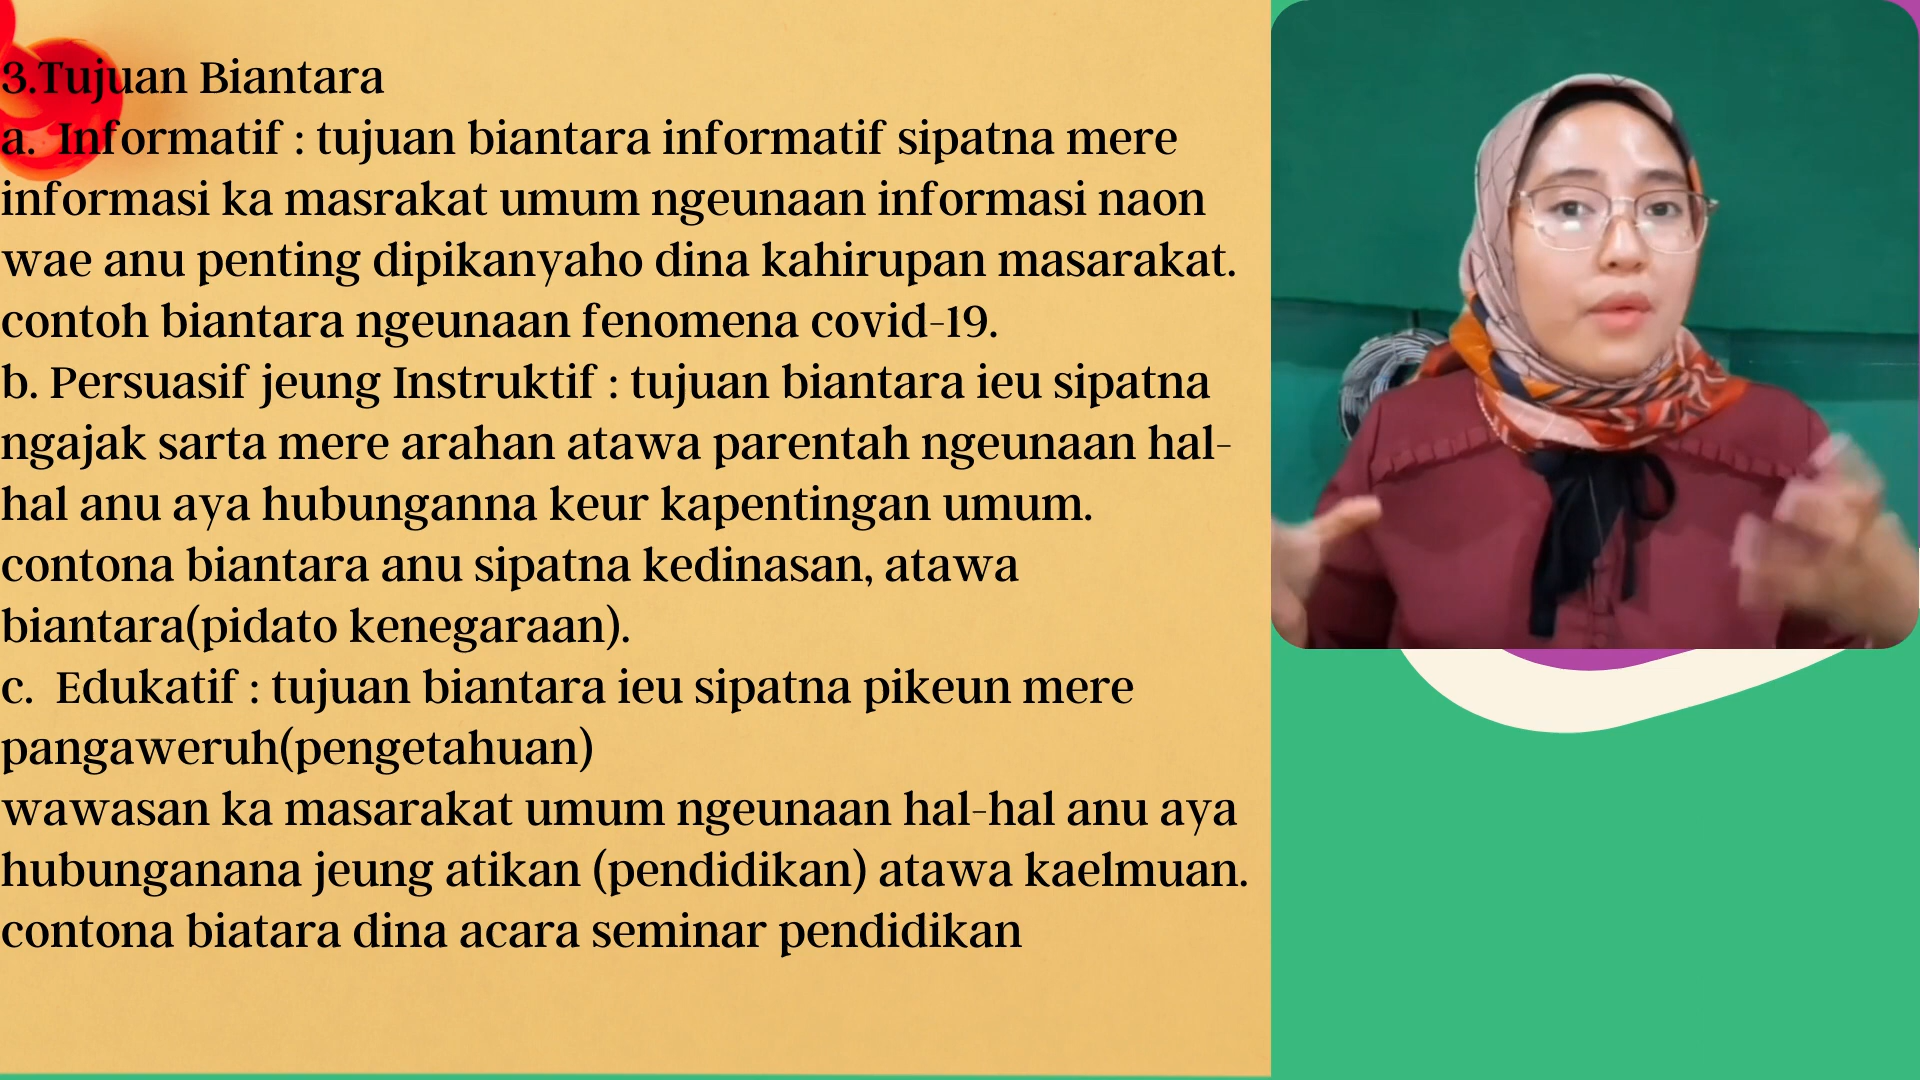 3.Tujuan Biantara
a.  Informatif : tujuan biantara informatif sipatna mere
informasi ka masrakat umum ngeunaan informasi naon
wae anu penting dipikanyaho dina kahirupan masarakat.
contoh biantara ngeunaan fenomena covid-19.
b. Persuasif jeung Instruktif : tujuan biantara ieu sipatna
ngajak sarta mere arahan atawa parentah ngeunaan hal-
hal anu aya hubunganna keur kapentingan umum.
contona biantara anu sipatna kedinasan, atawa
biantara(pidato kenegaraan).
c.  Edukatif : tujuan biantara ieu sipatna pikeun mere
pangaweruh(pengetahuan)
wawasan ka masarakat umum ngeunaan hal-hal anu aya
hubunganana jeung atikan (pendidikan) atawa kaelmuan.
contona biatara dina acara seminar pendidikan